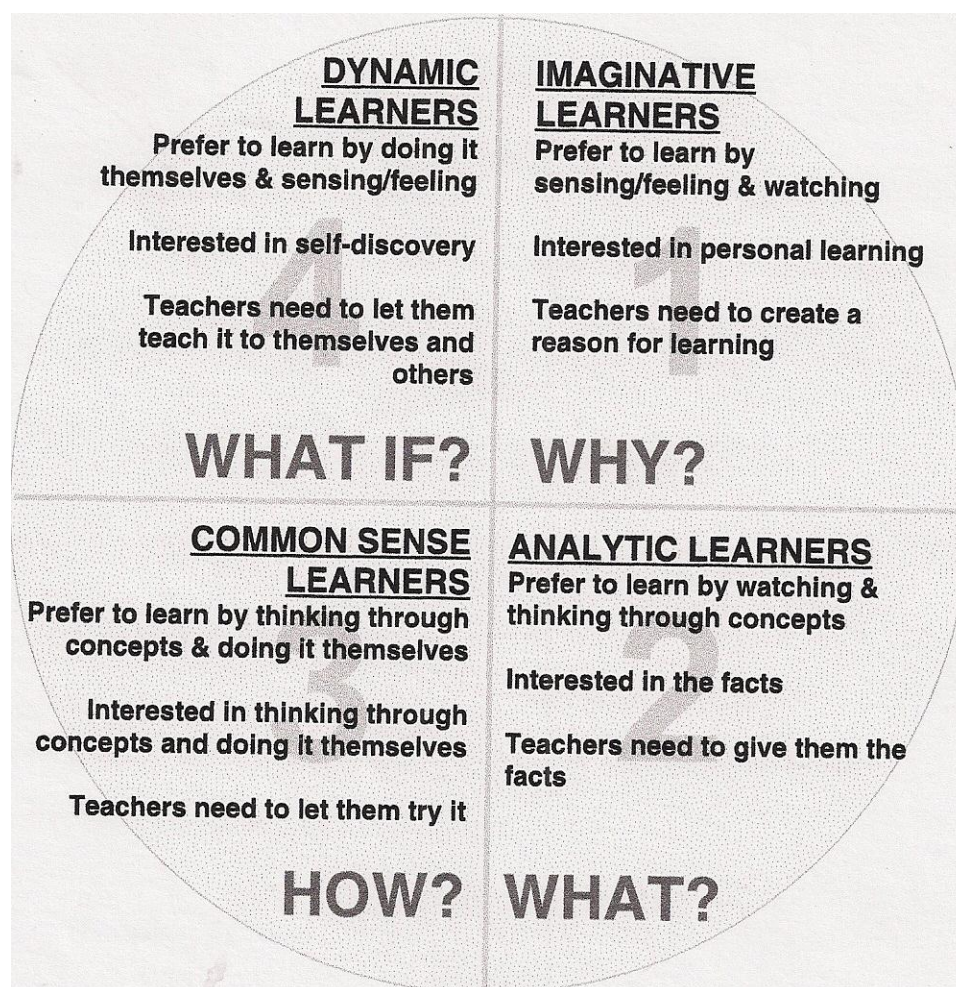 DYNAMIC
LEARNERS
Prefer to learn by doing it
themselves & sensing/feeling
Interested in self-discovery
Teachers need to let them
teach it to themselves and
others
4
WHAT IF?
IMAGINATIVE
LEARNERS
Prefer to learn by
sensing/feeling & watching
Interested in personal learning
Teachers need to create a
reason for learning
1
WHY?
COMMON SENSE
LEARNERS
Prefer to learn by thinking through
concepts & doing it themselves
Interested in thinking through
concepts and doing it themselves
Teachers need to let them try it
3
HOW?
ANALYTIC LEARNERS
Prefer to learn by watching &
thinking through concepts
Interested in the facts
Teachers need to give them the
facts
2
WHAT?